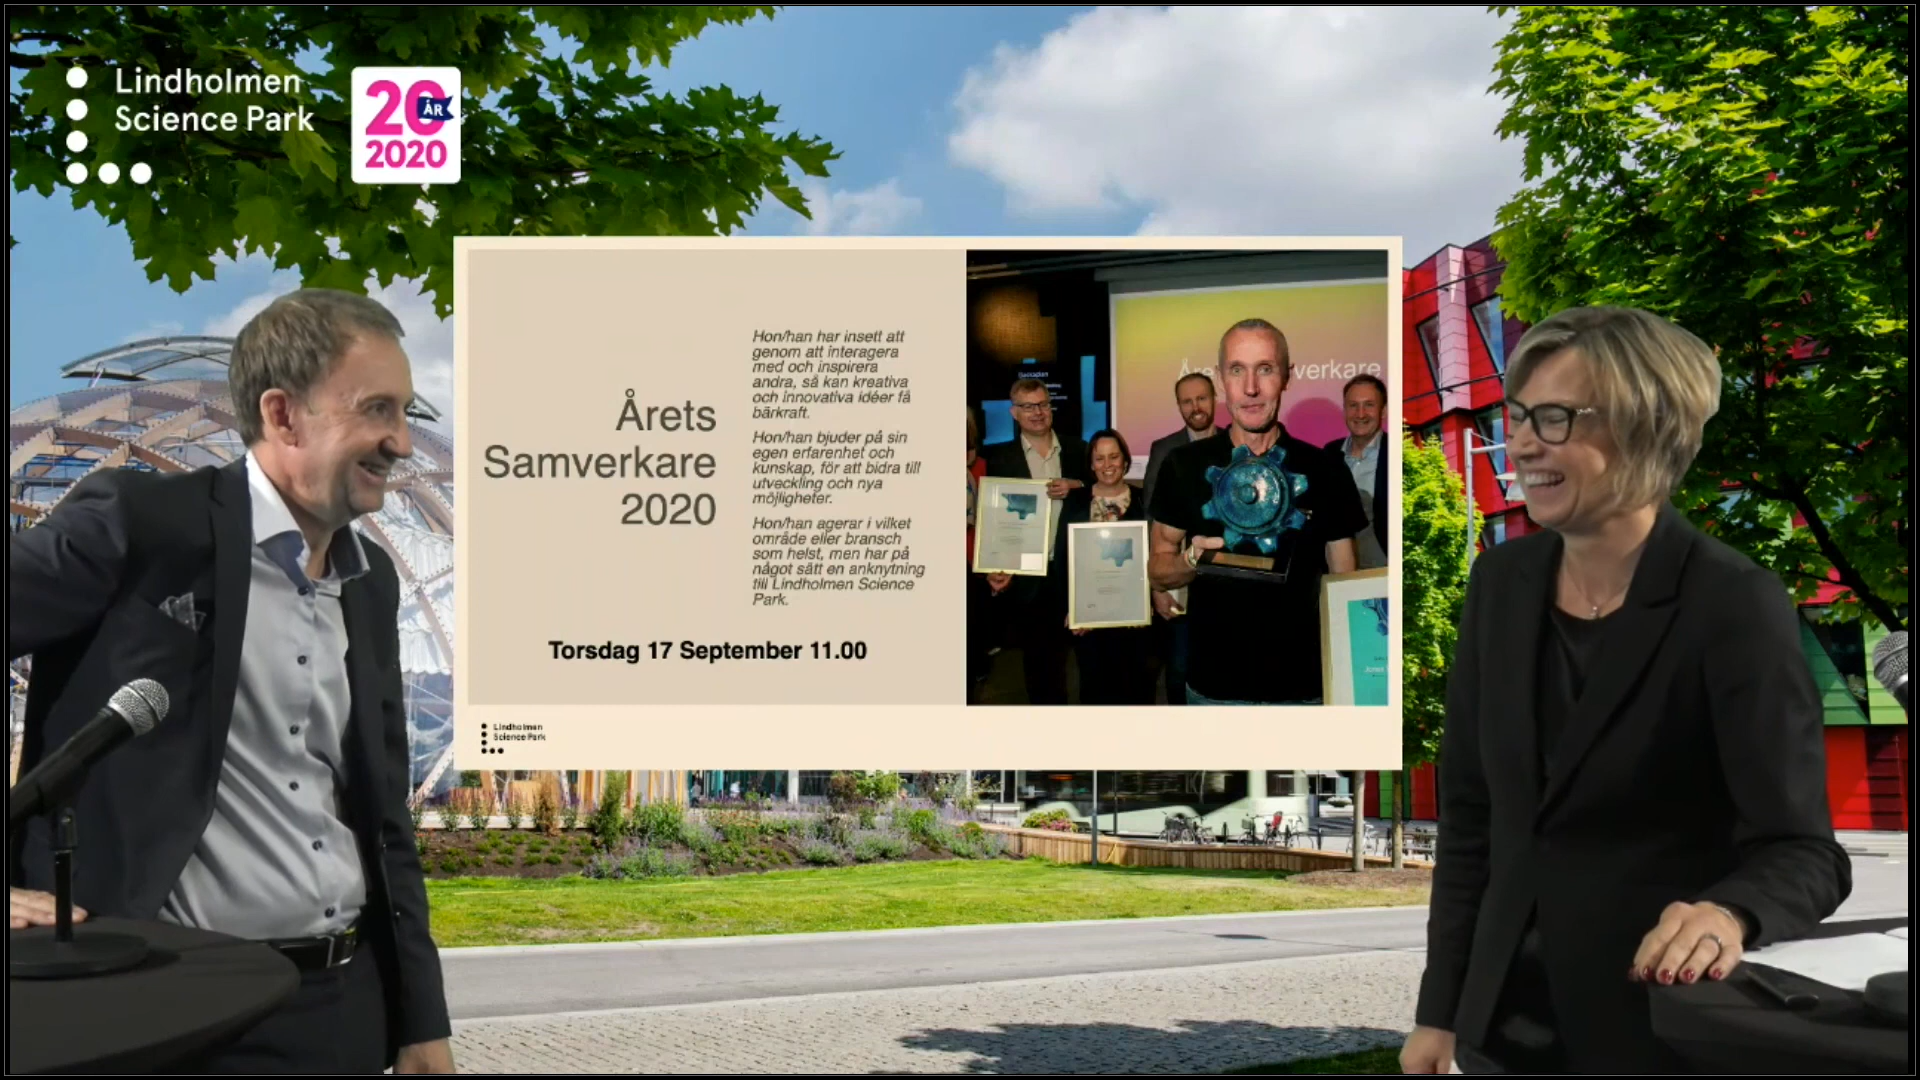 Lindholmen
Science Park
20
ÅR
2020
Årets
Samverkare
2020
Hon/han har insett att
genom att interagera
med och inspirera
andra, så kan kreativa
och innovativa idéer få
bärkraft.
Hon/han bjuder på sin
egen erfarenhet och
kunskap, för att bidra till
utveckling och nya
möjligheter.
Hon/han agerar i vilket
område eller bransch
som helst, men har på
något sätt en anknytning
till Lindholmen Science
Park.
Torsdag 17 September 11.00
Lindholmen
Science Park